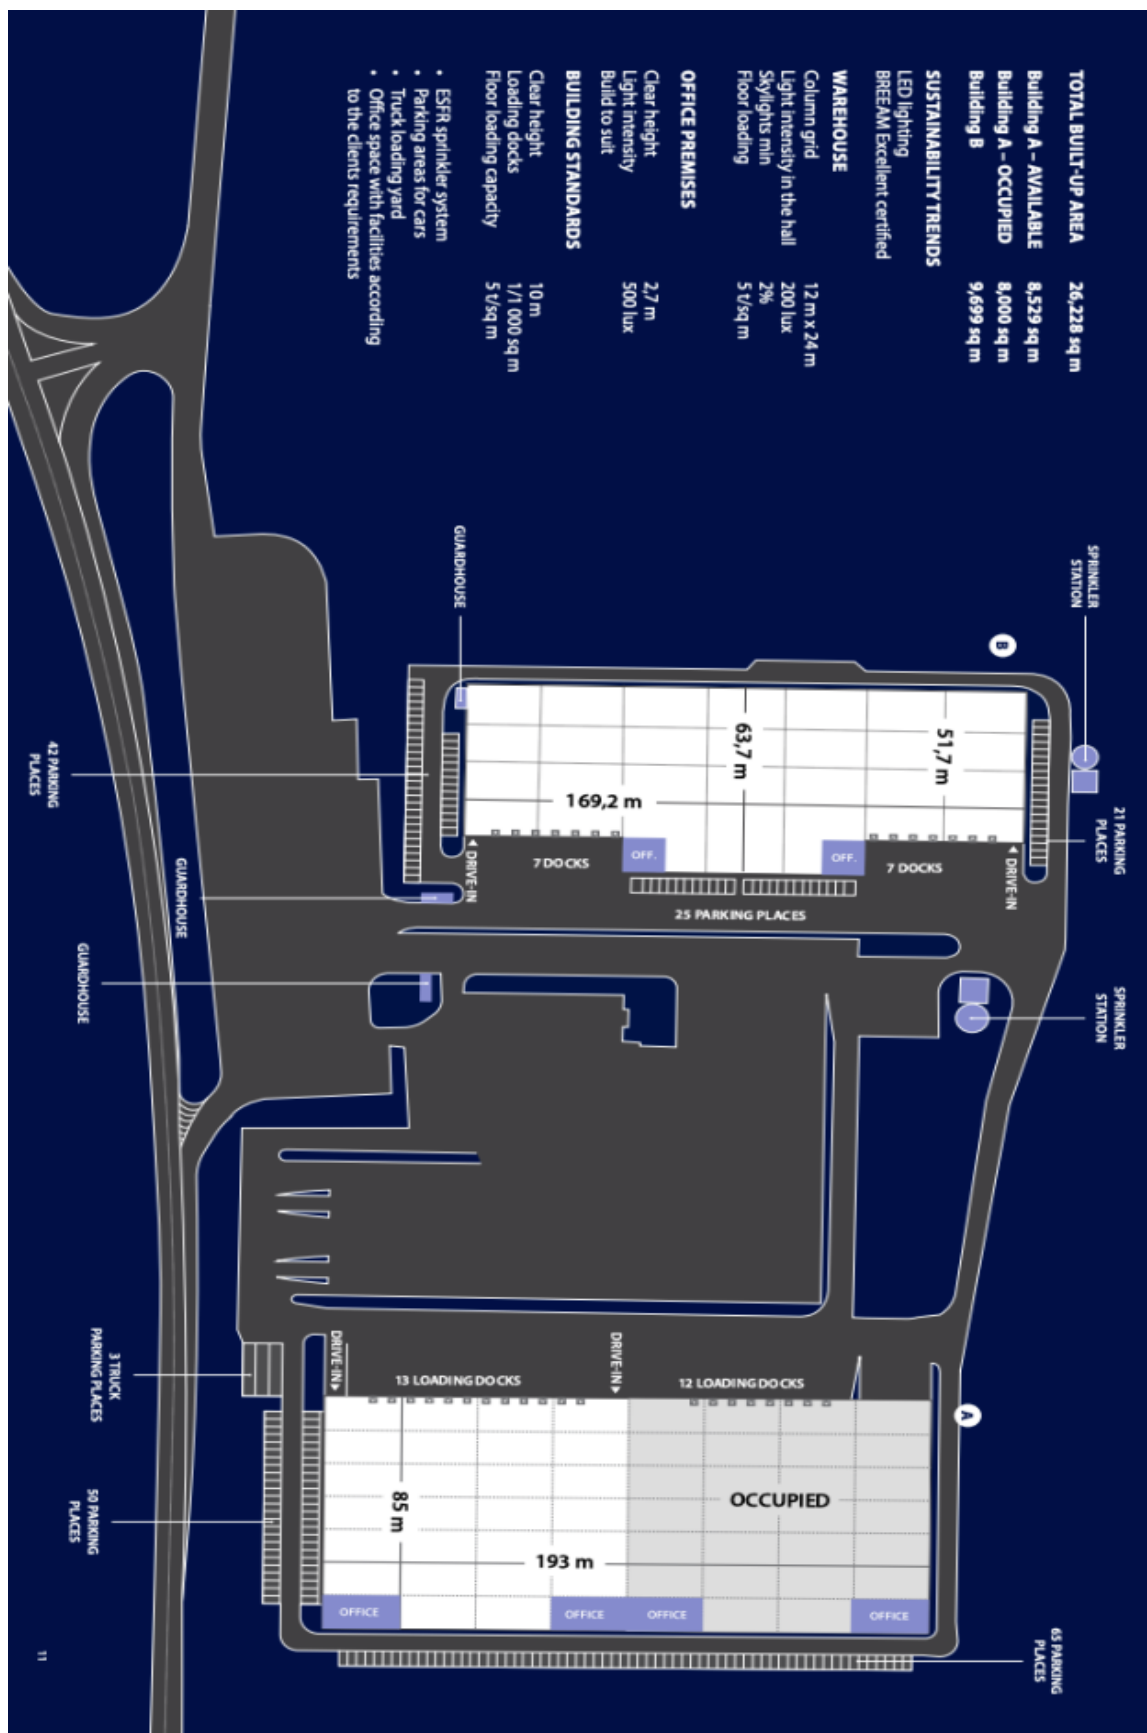 TOTAL BUILT-UP AREA 26,228 sq m
Building A – AVAILABLE 8,529 sq m
Building A – OCCUPIED 8,000 sq m
Building B 9,699 sq m
SUSTAINABILITY TRENDS
LED lighting
BREEAM Excellent certified
WAREHOUSE
Column grid 12 m x 24 m
Light intensity in the hall 200 lux
Skylights min 2%
Floor loading 5 t/sq m
OFFICE PREMISES
Clear height 2,7 m
Light intensity 500 lux
Build to suit
BUILDING STANDARDS
Clear height 10 m
Loading docks 1/1 000 sq m
Floor loading capacity 5 t/sq m
• ESFR sprinkler system
• Parking areas for cars
• Truck loading yard
• Office space with facilities according
to the clients requirements
SPRINKLER
STATION
GUARDHOUSE
B
63,7 m
51,7 m
169,2 m
42 PARKING
PLACES
21 PARKING
PLACES
DRIVE-IN
7 DOCKS
OFF.
OFF.
7 DOCKS
DRIVE-IN
25 PARKING PLACES
GUARDHOUSE
GUARDHOUSE
SPRINKLER
STATION
DRIVE-IN
DRIVE-IN
3 TRUCK
PARKING PLACES
13 LOADING DOCKS
12 LOADING DOCKS
A
85 m
OCCUPIED
193 m
50 PARKING
PLACES
OFFICE
OFFICE
OFFICE
OFFICE
65 PARKING
PLACES
11